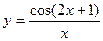 y = cos(2x+1)/x